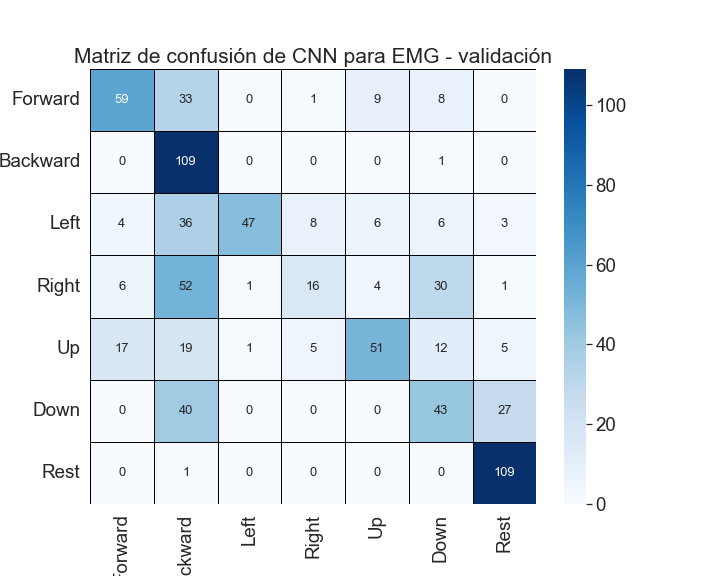 Matriz de confusión de CNN para EMG - validación
Forward 59 33 0 1 9 8 0
Backward 0 109 0 0 0 1 0
Left 4 36 47 8 6 6 3
Right 6 52 1 16 4 30 1
Up 17 19 1 5 51 12 5
Down 0 40 0 0 0 43 27
Rest 0 1 0 0 0 0 109
Forward
ckward
Left
Right
Up
Down
Rest
100
80
60
40
20
0